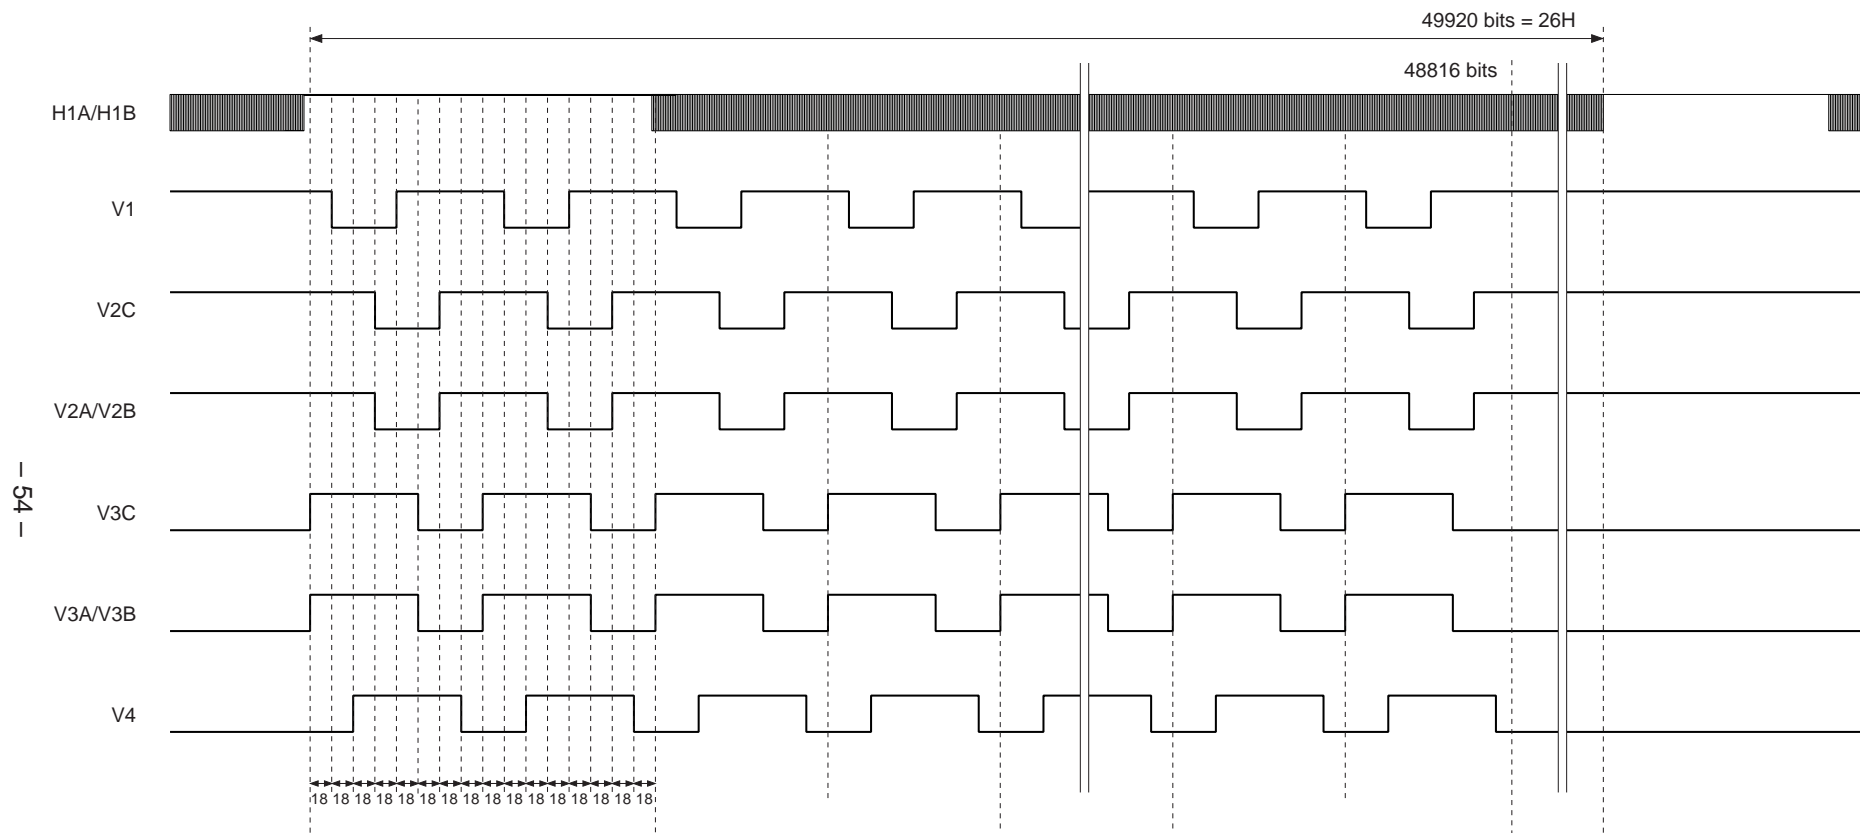 49920 bits = 26H
48816 bits
H1A/H1B
V1
V2C
V2A/V2B
V3C
V3A/V3B
V4
18 18 18 18 18 18 18 18 18 18 18 18 18 18 18 18
– 54 –